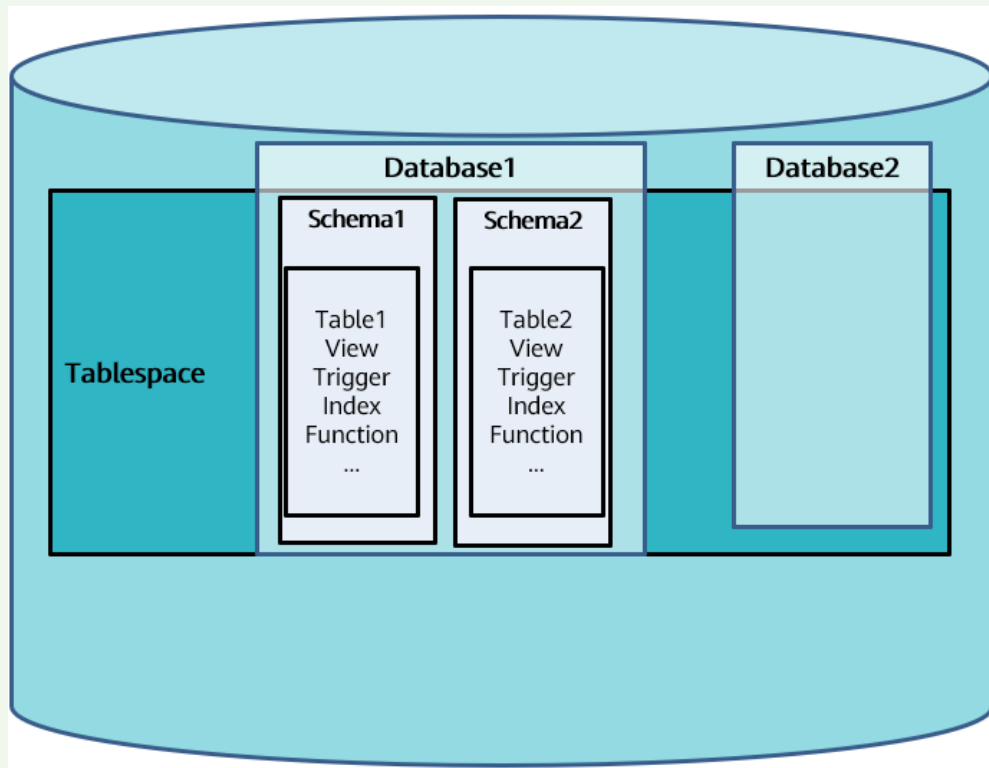 Database1
Database2
Schema1
Schema2
Table1
View
Trigger
Index
Function
...
Table2
View
Trigger
Index
Function
...
Tablespace